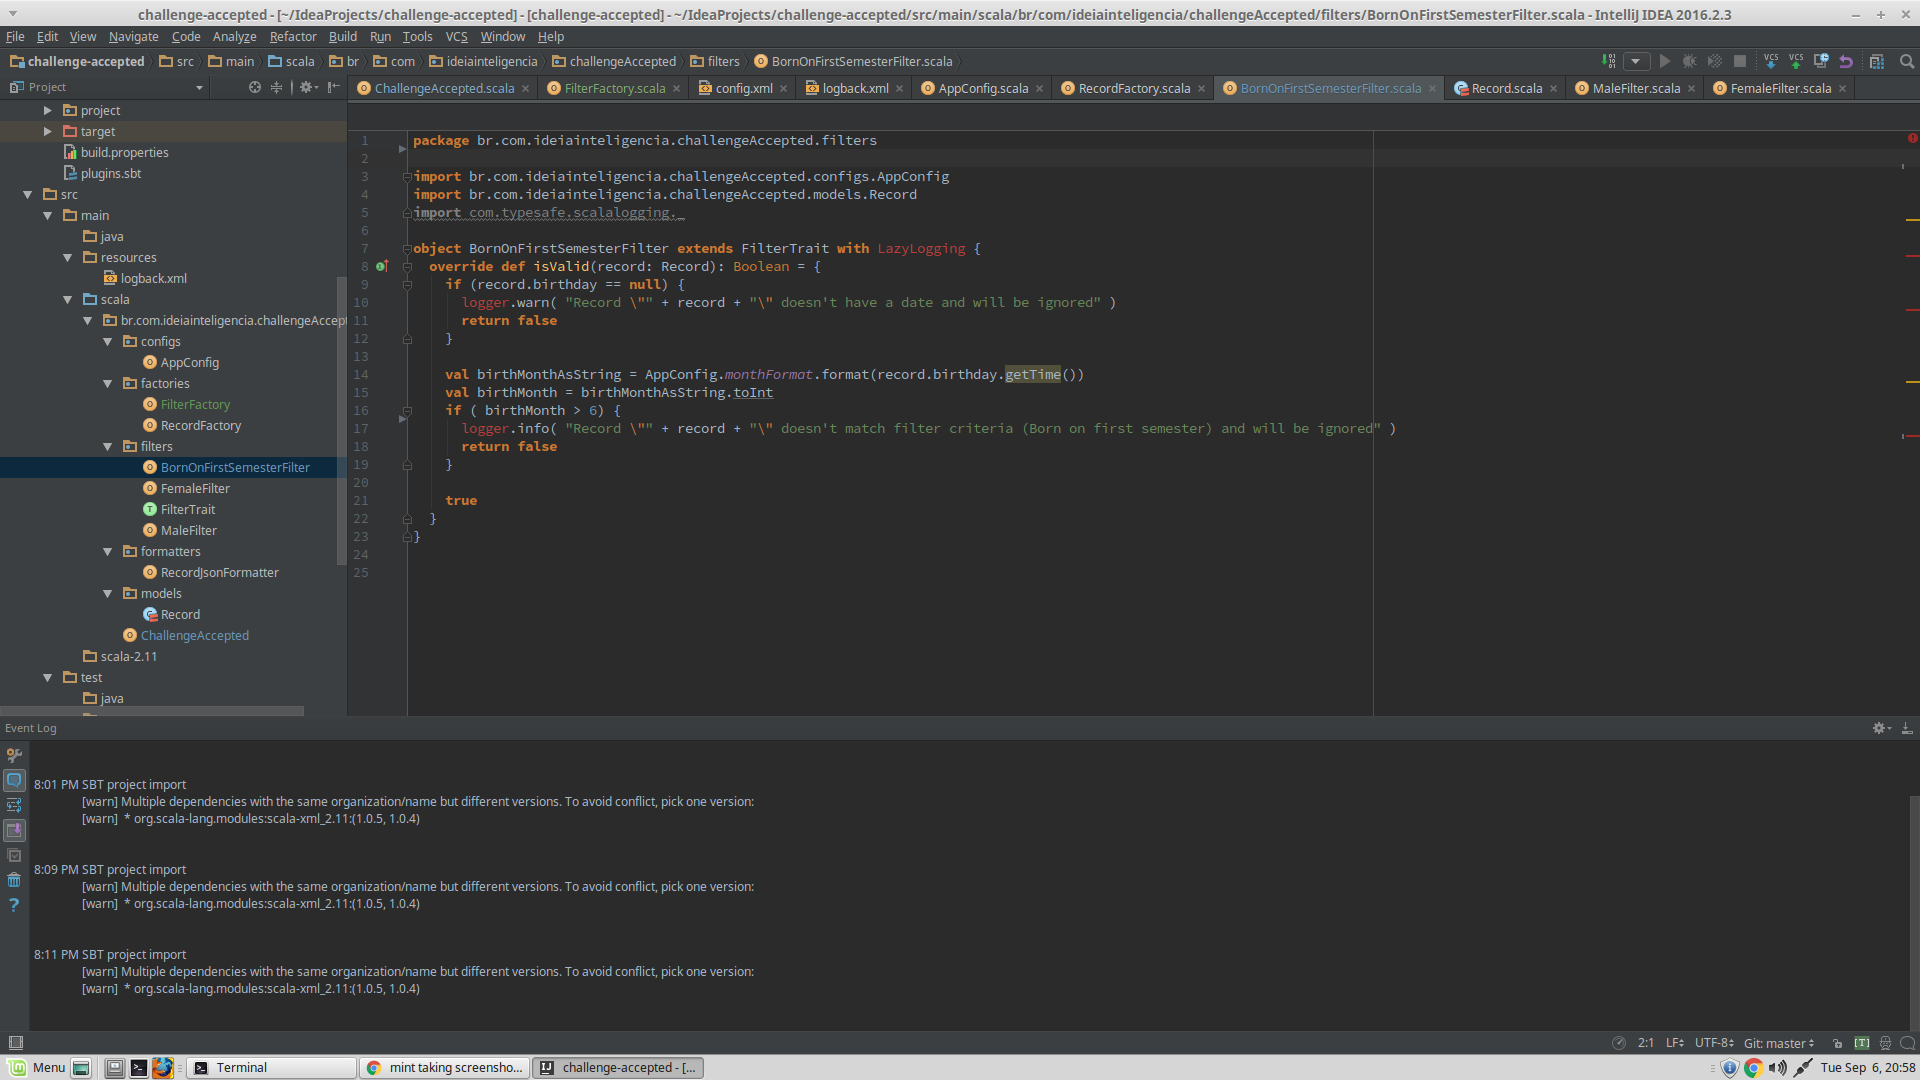 challenge-accepted - [~/IdeaProjects/challenge-accepted] - [challenge-accepted] - ~/IdeaProjects/challenge-accepted/src/main/scala/br/com/ideiainteligencia/challengeAccepted/filters/BornOnFirstSemesterFilter.scala - IntelliJ IDEA 2016.2.3
File Edit View Navigate Code Analyze Refactor Build Run Tools VCS Window Help
challenge-accepted src main scala br com ideiainteligencia challengeAccepted filters BornOnFirstSemesterFilter.scala
Project
ChallengeAccepted.scala FilterFactory.scala config.xml logback.xml AppConfig.scala RecordFactory.scala BornOnFirstSemesterFilter.scala Record.scala MaleFilter.scala FemaleFilter.scala
project
target
build.properties
plugins.sbt
src
main
java
resources
logback.xml
scala
br.com.ideiainteligencia.challengeAccept
configs
AppConfig
factories
FilterFactory
RecordFactory
filters
BornOnFirstSemesterFilter
FemaleFilter
FilterTrait
MaleFilter
formatters
RecordJsonFormatter
models
Record
ChallengeAccepted
scala-2.11
test
java
1 package br.com.ideiainteligencia.challengeAccepted.filters
2
3 import br.com.ideiainteligencia.challengeAccepted.configs.AppConfig
4 import br.com.ideiainteligencia.challengeAccepted.models.Record
5 import com.typesafe.scalalogging._
6
7 object BornOnFirstSemesterFilter extends FilterTrait with LazyLogging {
8 override def isValid(record: Record): Boolean = {
9 if (record.birthday == null) {
10 logger.warn( "Record \"" + record + "\" doesn't have a date and will be ignored" )
11 return false
12 }
13
14 val birthMonthAsString = AppConfig.monthFormat.format(record.birthday.getTime())
15 val birthMonth = birthMonthAsString.toInt
16 if ( birthMonth > 6) {
17 logger.info( "Record \"" + record + "\" doesn't match filter criteria (Born on first semester) and will be ignored" )
18 return false
19 }
20
21 true
22 }
23 }
24
25
Event Log
8:01 PM SBT project import
[warn] Multiple dependencies with the same organization/name but different versions. To avoid conflict, pick one version:
[warn] * org.scala-lang.modules:scala-xml_2.11:(1.0.5, 1.0.4)
8:09 PM SBT project import
[warn] Multiple dependencies with the same organization/name but different versions. To avoid conflict, pick one version:
[warn] * org.scala-lang.modules:scala-xml_2.11:(1.0.5, 1.0.4)
8:11 PM SBT project import
[warn] Multiple dependencies with the same organization/name but different versions. To avoid conflict, pick one version:
[warn] * org.scala-lang.modules:scala-xml_2.11:(1.0.5, 1.0.4)
2:1 LF UTF-8 Git: master [T]
Menu Terminal mint taking screensho... challenge-accepted - [... Tue Sep 6, 20:58